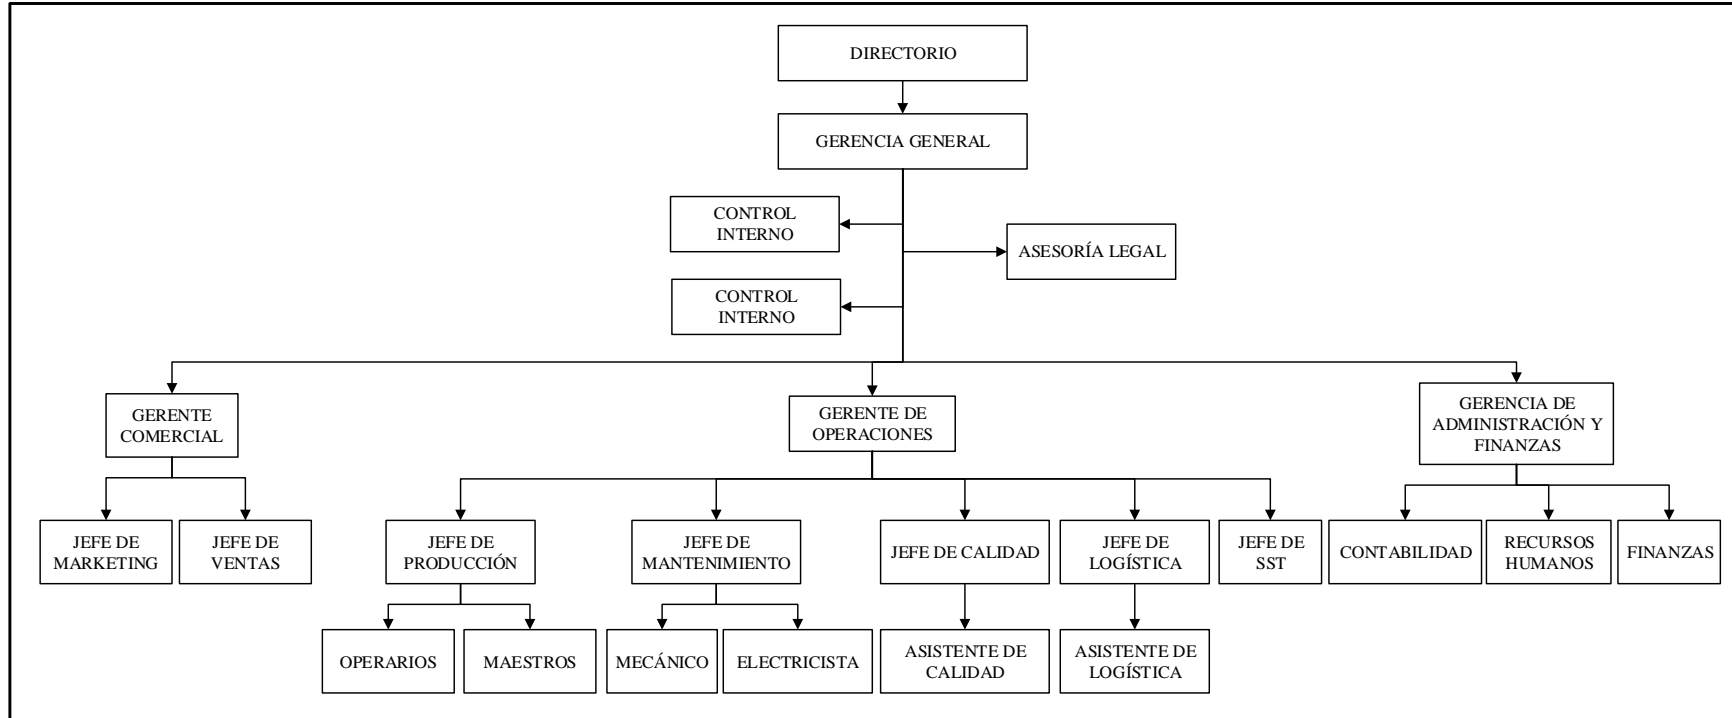 DIRECTORIO
GERENCIA GENERAL
CONTROL
INTERNO
ASESORÍA LEGAL
CONTROL
INTERNO
GERENTE
COMERCIAL
GERENTE DE
OPERACIONES
GERENCIA DE
ADMINISTRACIÓN Y
FINANZAS
JEFE DE
MARKETING
JEFE DE
VENTAS
JEFE DE
PRODUCCIÓN
JEFE DE
MANTENIMIENTO
JEFE DE CALIDAD
JEFE DE
LOGÍSTICA
JEFE DE
SST
CONTABILIDAD
RECURSOS
HUMANOS
FINANZAS
OPERARIOS
MAESTROS
MECÁNICO
ELECTRICISTA
ASISTENTE DE
CALIDAD
ASISTENTE DE
LOGÍSTICA